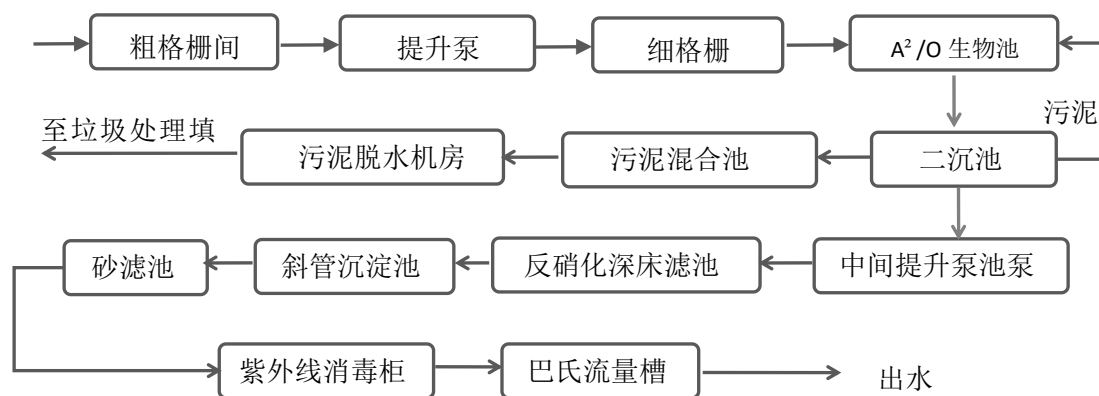 粗格栅间
提升泵
细格栅
A²/O 生物池
污泥
至垃圾处理填
污泥脱水机房
污泥混合池
二沉池
砂滤池
斜管沉淀池
反硝化深床滤池
中间提升泵池泵
紫外线消毒柜
巴氏流量槽
出水